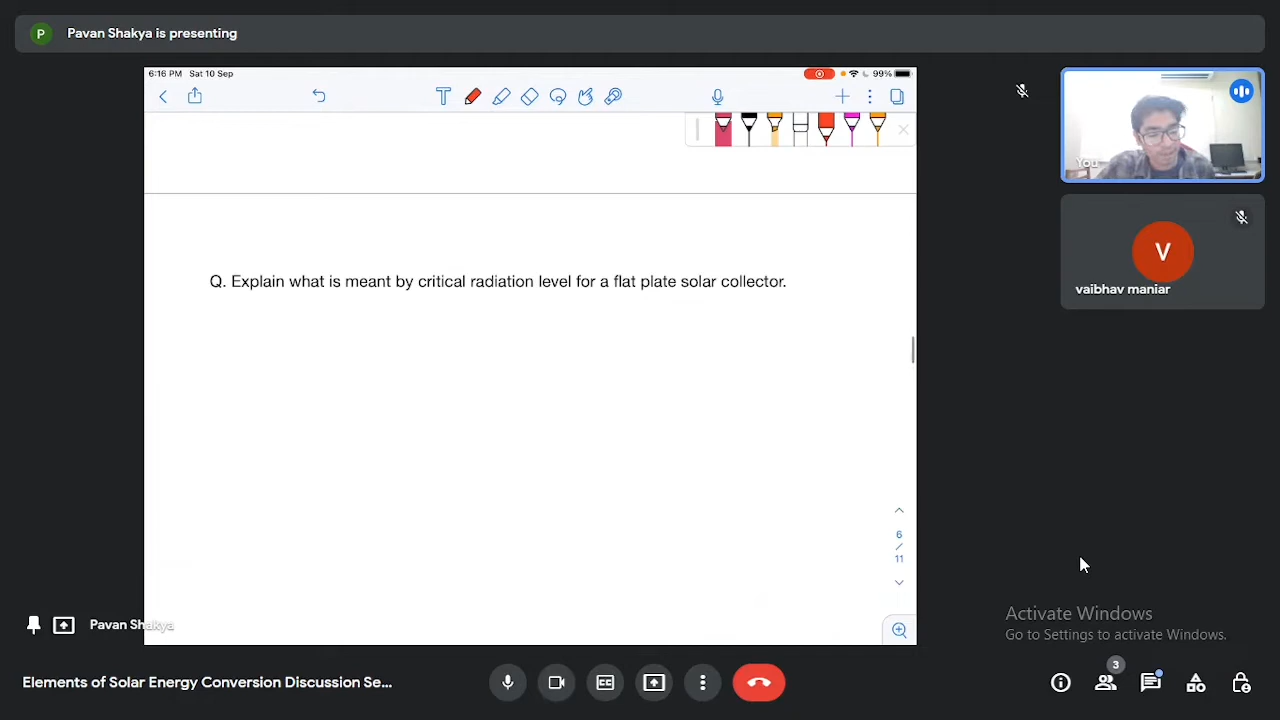 P
Pavan Shakya is presenting
6:16 PM Sat 10 Sep
99%
T
You
Q. Explain what is meant by critical radiation level for a flat plate solar collector.
V
vaibhav maniar
6
/
11
Activate Windows
Go to Settings to activate Windows.
Pavan Shakya
Elements of Solar Energy Conversion Discussion Se...
CC
3